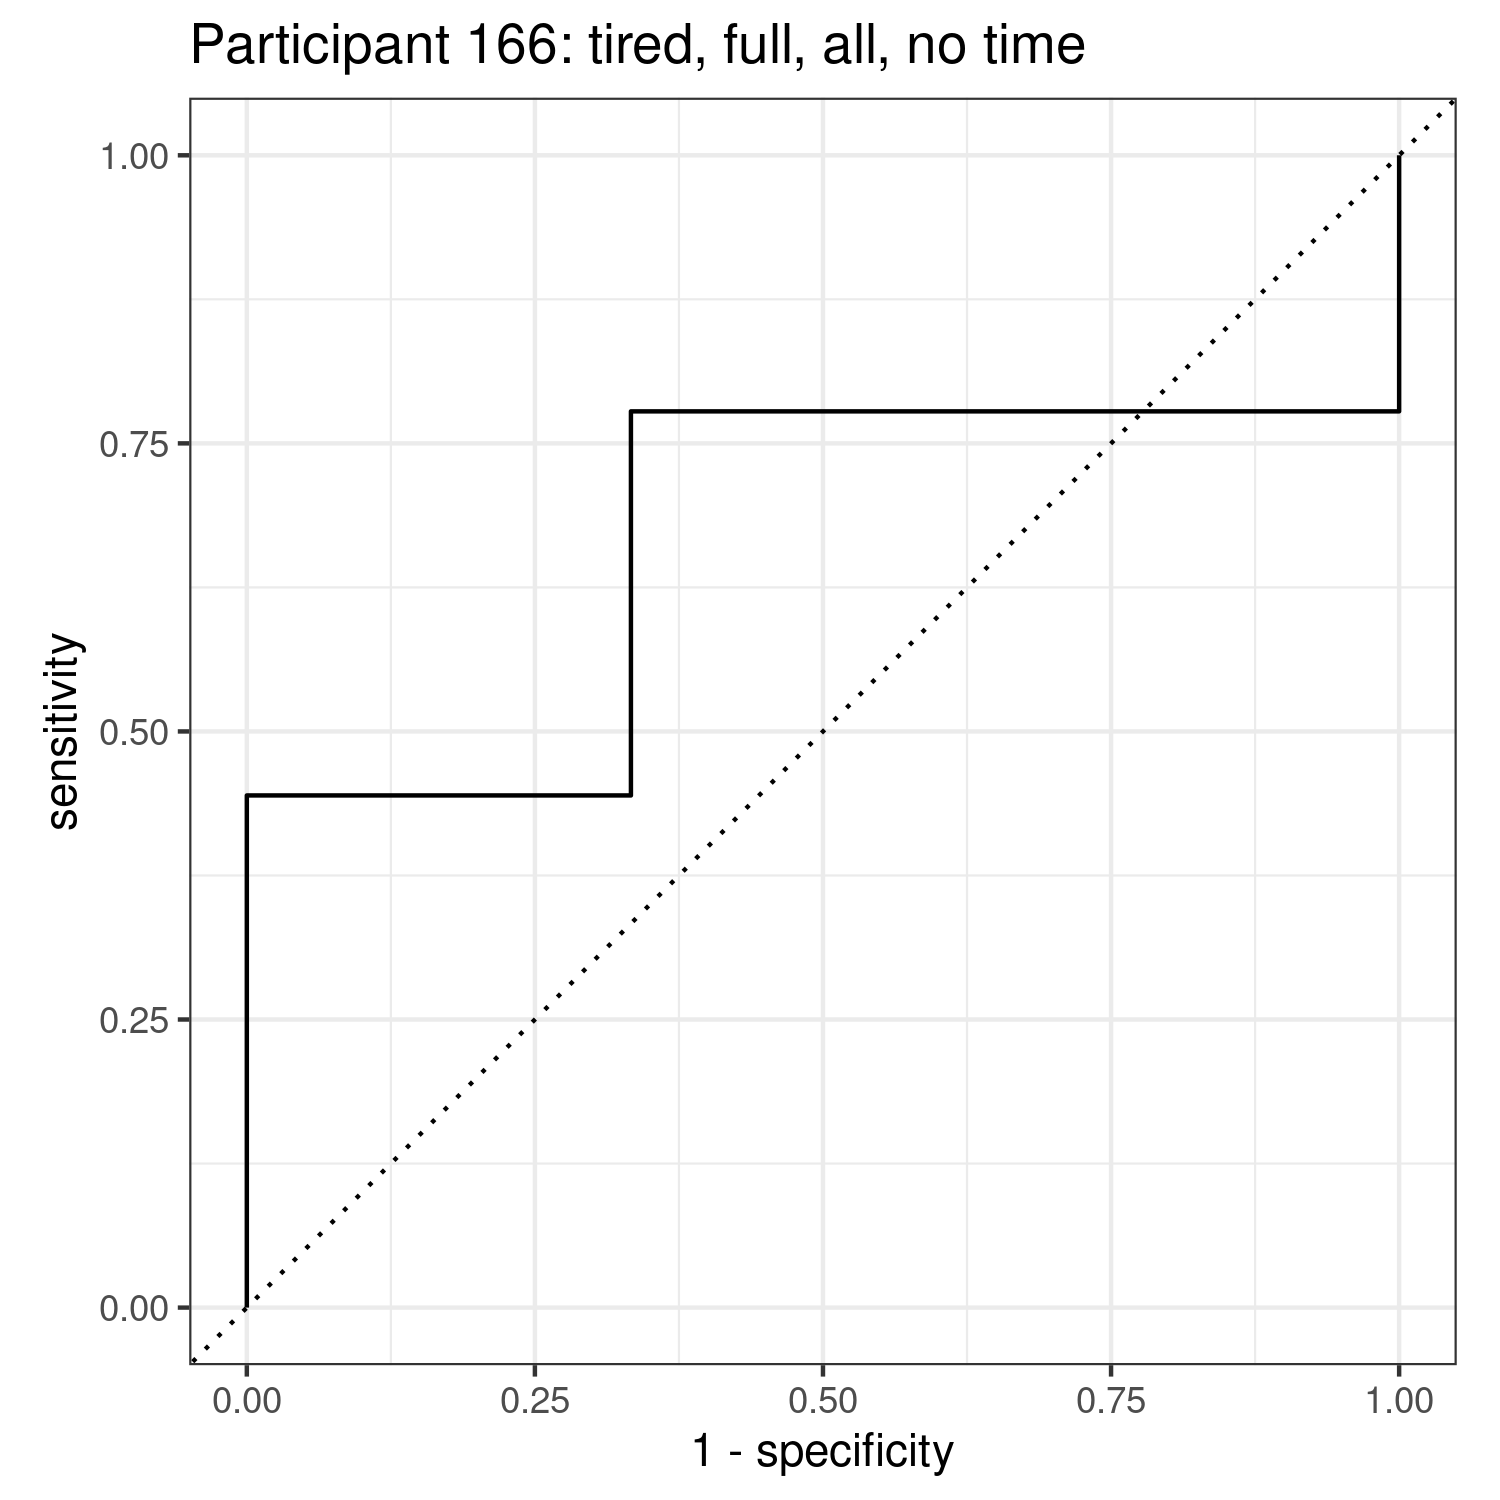 Participant 166: tired, full, all, no time
1.00
0.75
0.50
0.25
0.00
sensitivity
0.00 0.25 0.50 0.75 1.00
1 - specificity